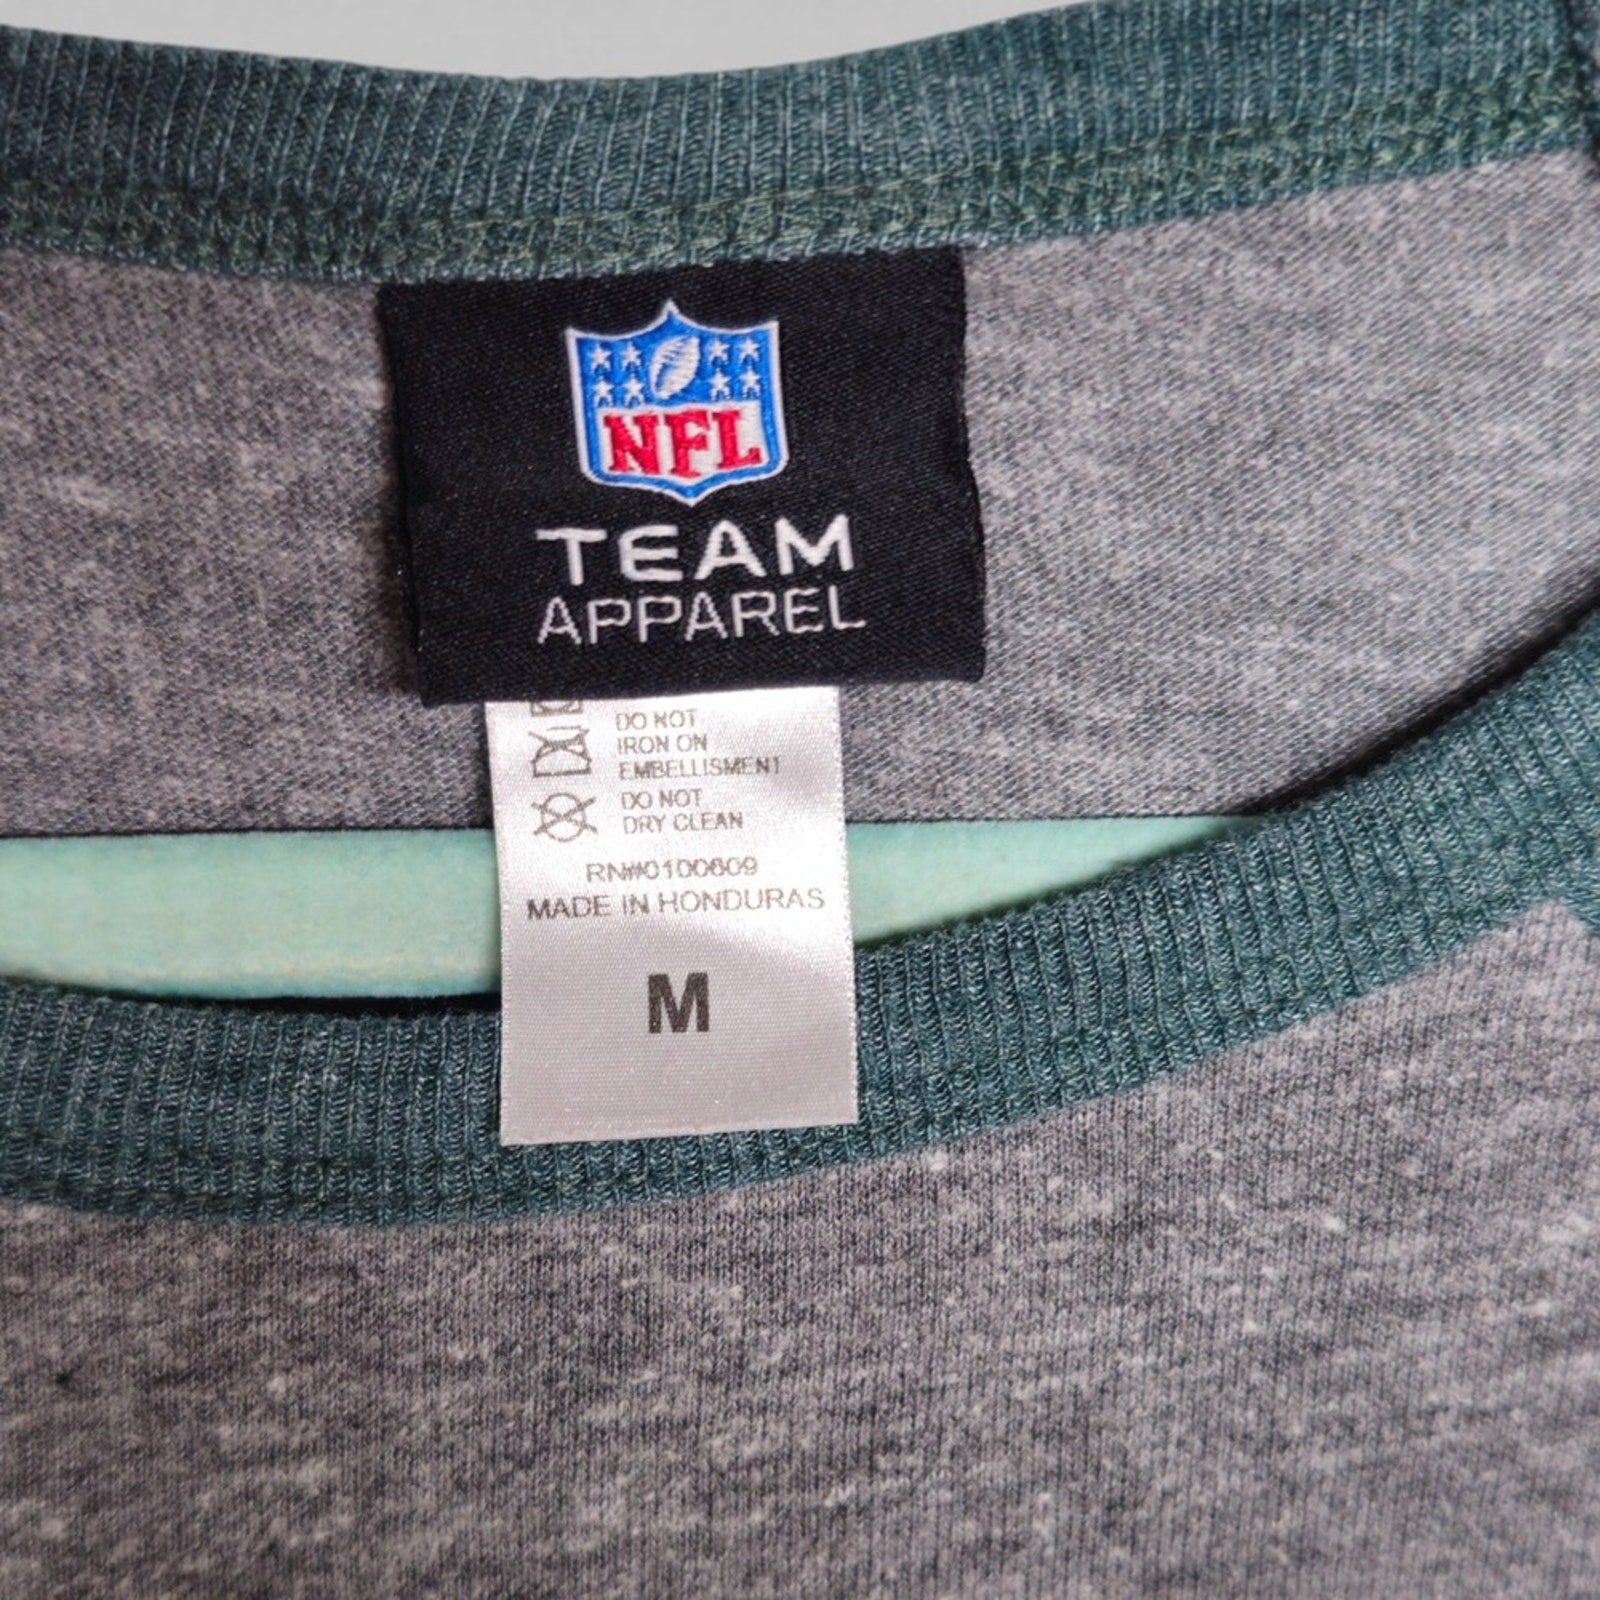 NFL
TEAM
APPAREL
DO NOT
IRON ON
EMBELLISMENT
DO NOT
DRY CLEAN
RN#0100609
MADE IN HONDURAS
M